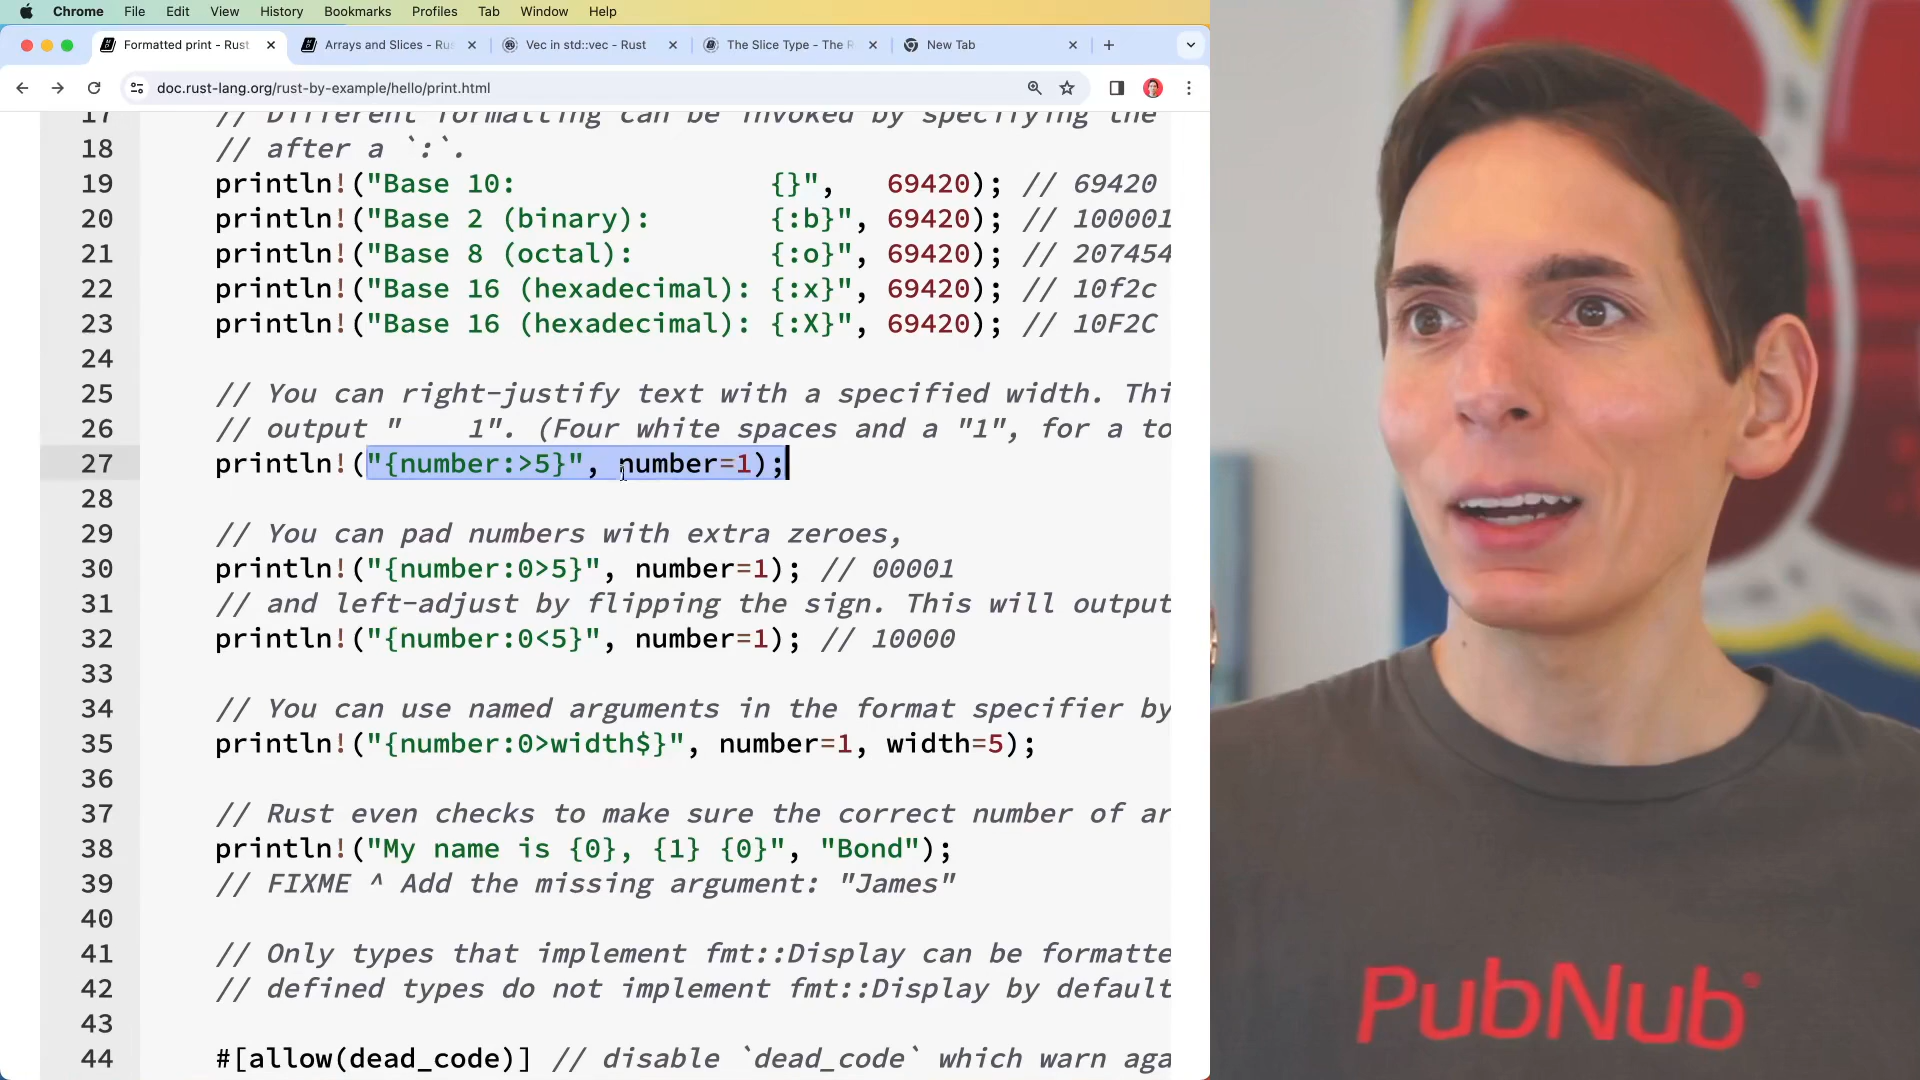 Chrome File Edit View History Bookmarks Profiles Tab Window Help
Formatted print - Rust
Arrays and Slices - Rus
Vec in std::vec - Rust
The Slice Type - The R
New Tab
doc.rust-lang.org/rust-by-example/hello/print.html
17 // Different formatting can be invoked by specifying the
18 // after a `:`.
19 println!("Base 10: {}", 69420); // 69420
20 println!("Base 2 (binary): {:b}", 69420); // 100001
21 println!("Base 8 (octal): {:o}", 69420); // 207454
22 println!("Base 16 (hexadecimal): {:x}", 69420); // 10f2c
23 println!("Base 16 (hexadecimal): {:X}", 69420); // 10F2C
24
25 // You can right-justify text with a specified width. Thi
26 // output "    1". (Four white spaces and a "1", for a to
27 println!("{number:>5}", number=1);
28
29 // You can pad numbers with extra zeroes,
30 println!("{number:0>5}", number=1); // 00001
31 // and left-adjust by flipping the sign. This will output
32 println!("{number:0<5}", number=1); // 10000
33
34 // You can use named arguments in the format specifier by
35 println!("{number:0>width$}", number=1, width=5);
36
37 // Rust even checks to make sure the correct number of ar
38 println!("My name is {0}, {1} {0}", "Bond");
39 // FIXME ^ Add the missing argument: "James"
40
41 // Only types that implement fmt::Display can be formatte
42 // defined types do not implement fmt::Display by default
43
44 #[allow(dead_code)] // disable `dead_code` which warn aga
PubNub